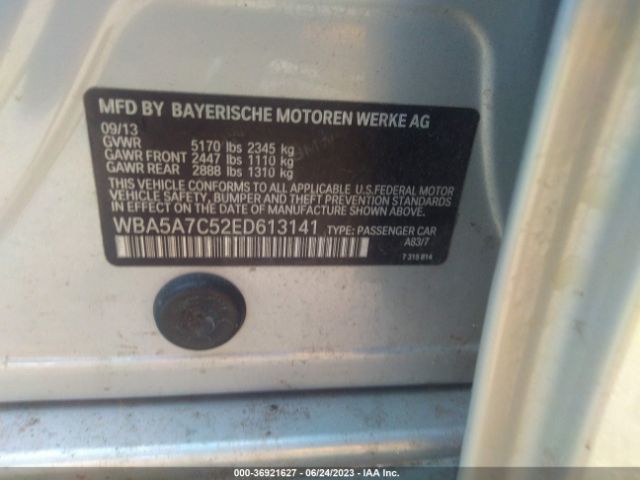 MFD BY BAYERISCHE MOTOREN WERKE AG
09/13
GVWR 5170 lbs 2345 kg
GAWR FRONT 2447 lbs 1110 kg
GAWR REAR 2888 lbs 1310 kg
THIS VEHICLE CONFORMS TO ALL APPLICABLE U.S.FEDERAL MOTOR
VEHICLE SAFETY, BUMPER AND THEFT PREVENTION STANDARDS
IN EFFECT ON THE DATE OF MANUFACTURE SHOWN ABOVE.
WBA5A7C52ED613141 TYPE: PASSENGER CAR
A83/7
7 315 814
000-36921627 - 06/24/2023 - IAA Inc.